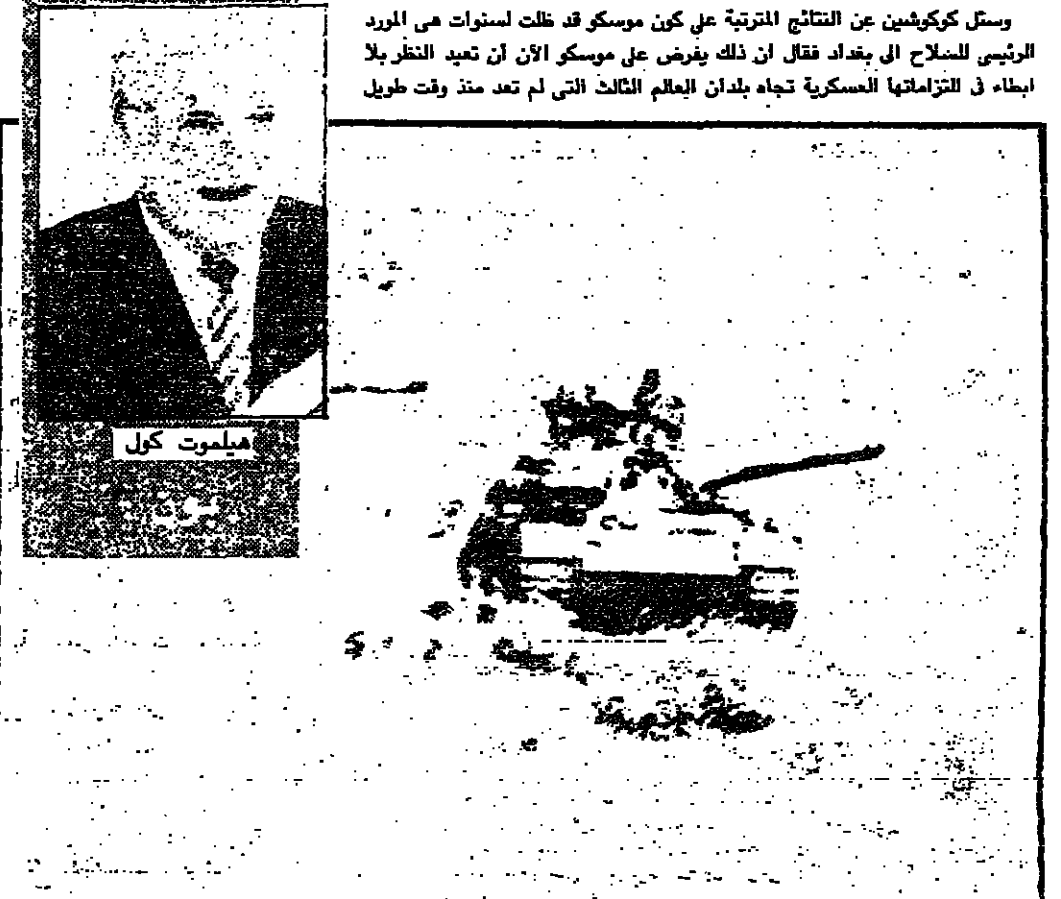 وسئل كوكوشين عن النتائج المترتبة على كون موسكو قد ظلت لسنوات هى المورد
الرئيسى للسلاح الى بغداد فقال ان ذلك يفرض على موسكو الآن أن تعيد النظر بلا
ابطاء فى التزاماتها العسكرية تجاه بلدان العالم الثالث التى لم تعد منذ وقت طويل
هيلموت كول
بون